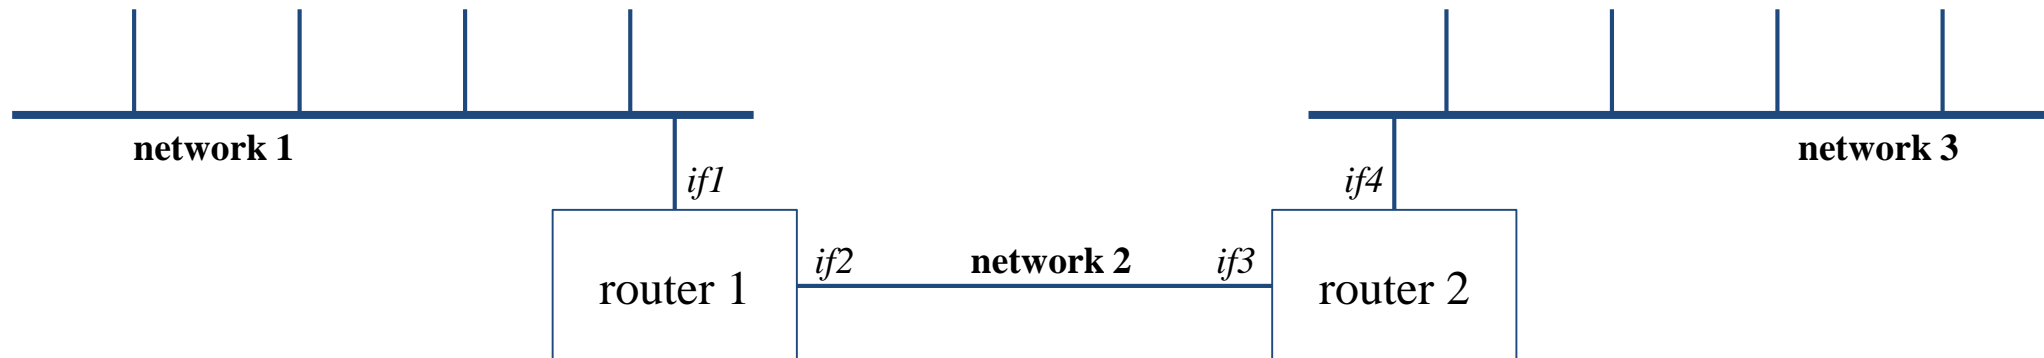 network 1
network 3
if1
if4
if2
network 2
if3
router 1
router 2